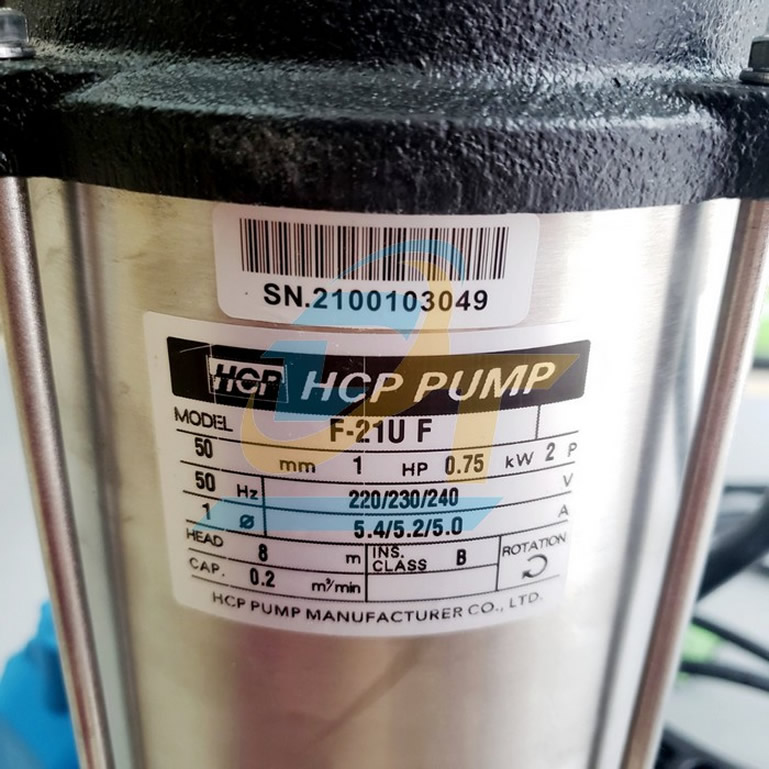 SN.2100103049
HCP HCP PUMP
MODEL F-21U F
50 mm 1 HP 0.75 kW 2 P
50 Hz 220/230/240 V
1 ø 5.4/5.2/5.0 A
HEAD 8 m INS. CLASS B ROTATION
CAP. 0.2 m³/min
HCP PUMP MANUFACTURER CO., LTD.